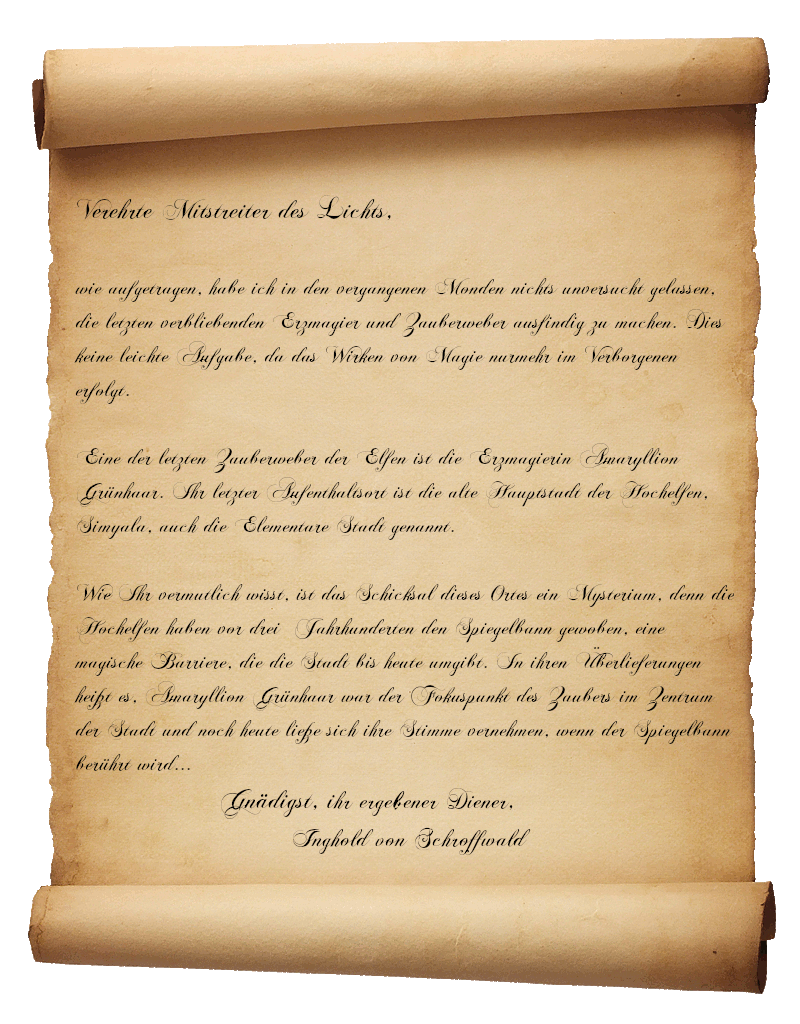 Verehrte Mitstreiter des Lichts,
wie aufgetragen, habe ich in den vergangenen Monden nichts unversucht gelassen,
die letzten verbliebenden Erzmagier und Zauberweber ausfindig zu machen. Dies
keine leichte Aufgabe, da das Wirken von Magie nurmehr im Verborgenen
erfolgt.
Eine der letzten Zauberweber der Elfen ist die Erzmagierin Amaryllion
Grünhaar. Ihr letzter Aufenthaltsort ist die alte Hauptstadt der Hochelfen,
Simyala, auch die Elementare Stadt genannt.
Wie Ihr vermutlich wisst, ist das Schicksal dieses Ortes ein Mysterium, denn die
Hochelfen haben vor drei Jahrhunderten den Spiegelbann gewoben, eine
magische Barriere, die die Stadt bis heute umgibt. In ihren Überlieferungen
heißt es, Amaryllion Grünhaar war der Fokuspunkt des Zaubers im Zentrum
der Stadt und noch heute ließe sich ihre Stimme vernehmen, wenn der Spiegelbann
berührt wird...
Gnädigst, ihr ergebener Diener,
Inghold von Schroffwald